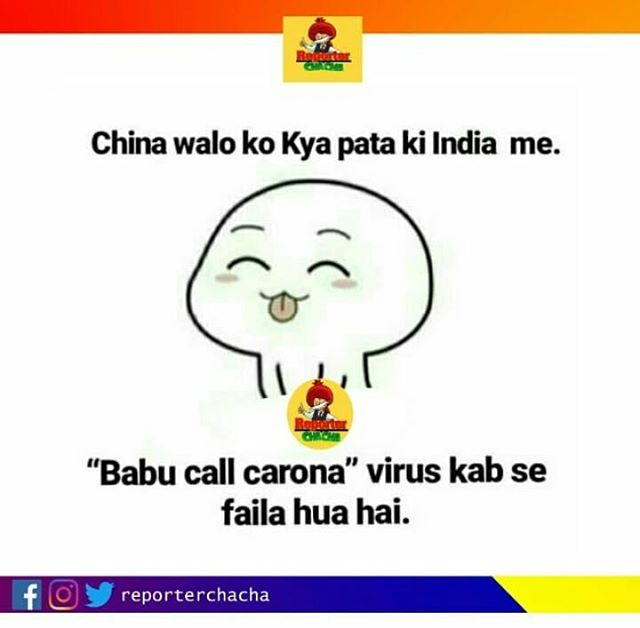 Reporter
CHACHA
China walo ko Kya pata ki India me.
Reporter
CHACHA
“Babu call carona” virus kab se
faila hua hai.
reporterchacha